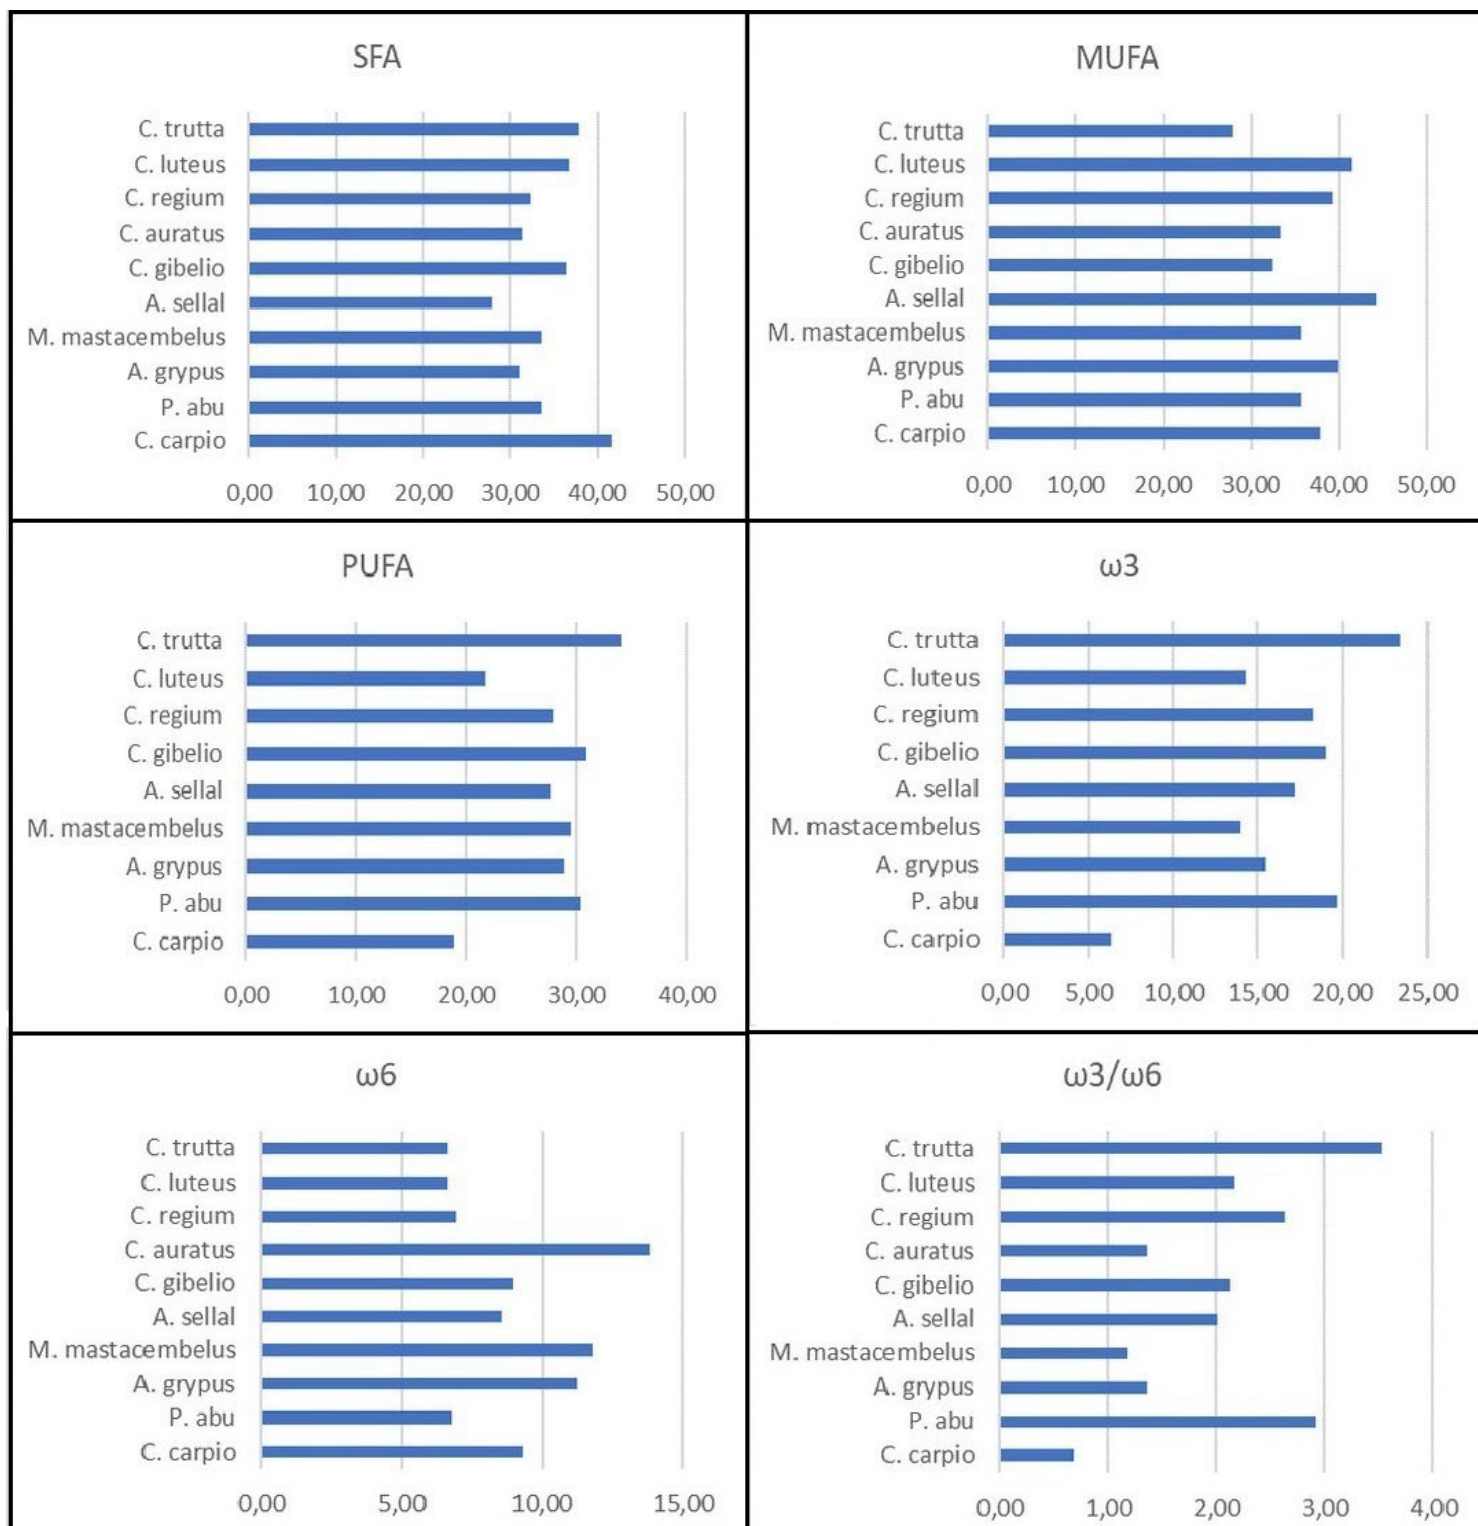 SFA
C. trutta
C. luteus
C. regium
C. auratus
C. gibelio
A. sellal
M. mastacembelus
A. grypus
P. abu
C. carpio
0,00 10,00 20,00 30,00 40,00 50,00
MUFA
C. trutta
C. luteus
C. regium
C. auratus
C. gibelio
A. sellal
M. mastacembelus
A. grypus
P. abu
C. carpio
0,00 10,00 20,00 30,00 40,00 50,00
PUFA
C. trutta
C. luteus
C. regium
C. gibelio
A. sellal
M. mastacembelus
A. grypus
P. abu
C. carpio
0,00 10,00 20,00 30,00 40,00
ω3
C. trutta
C. luteus
C. regium
C. gibelio
A. sellal
M. mastacembelus
A. grypus
P. abu
C. carpio
0,00 5,00 10,00 15,00 20,00 25,00
ω6
C. trutta
C. luteus
C. regium
C. auratus
C. gibelio
A. sellal
M. mastacembelus
A. grypus
P. abu
C. carpio
0,00 5,00 10,00 15,00
ω3/ω6
C. trutta
C. luteus
C. regium
C. auratus
C. gibelio
A. sellal
M. mastacembelus
A. grypus
P. abu
C. carpio
0,00 1,00 2,00 3,00 4,00